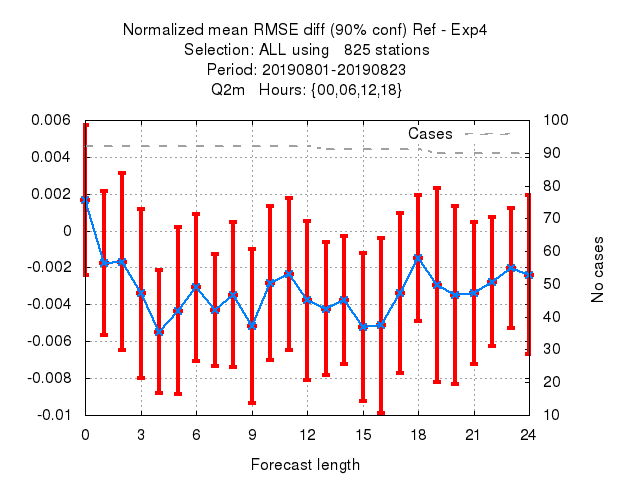 Normalized mean RMSE diff (90% conf) Ref - Exp4
Selection: ALL using   825 stations
Period: 20190801-20190823
Q2m   Hours: {00,06,12,18}
0.006
0.004
0.002
0
-0.002
-0.004
-0.006
-0.008
-0.01
Cases
100
90
80
70
60
50
40
30
20
10
No cases
0 3 6 9 12 15 18 21 24
Forecast length